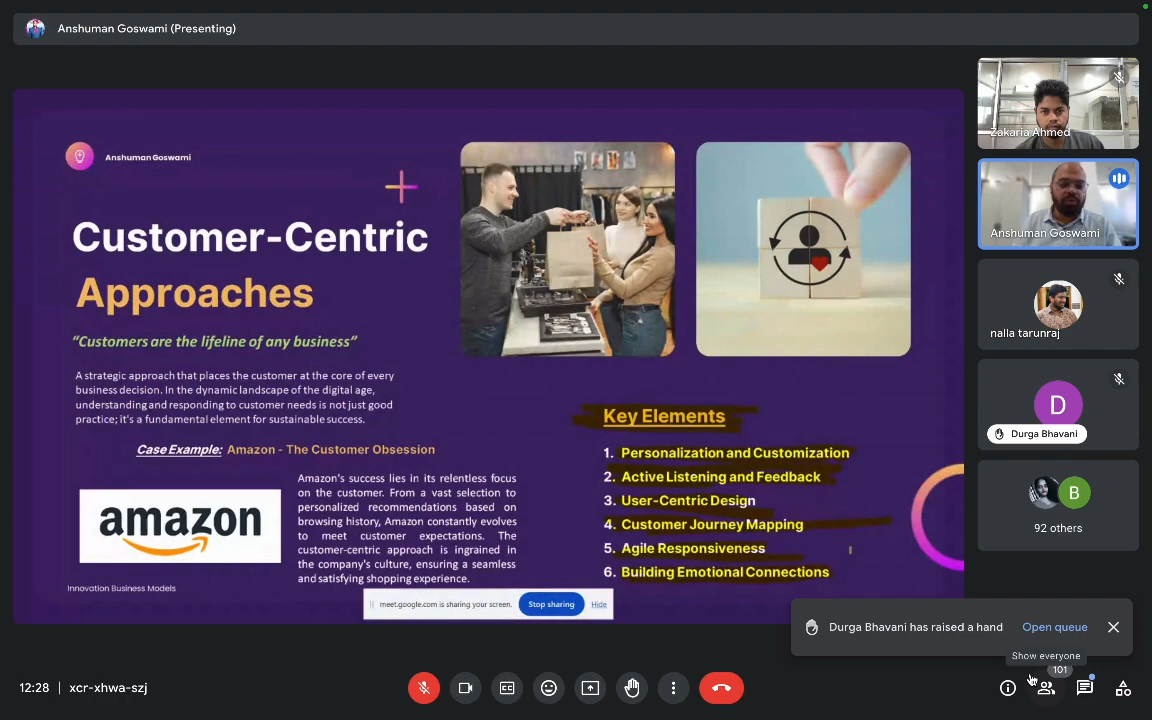 Anshuman Goswami (Presenting)
Anshuman Goswami
Customer-Centric
Approaches
“Customers are the lifeline of any business”
A strategic approach that places the customer at the core of every
business decision. In the dynamic landscape of the digital age,
understanding and responding to customer needs is not just good
practice; it's a fundamental element for sustainable success.
Case Example: Amazon - The Customer Obsession
amazon
Amazon's success lies in its relentless focus
on the customer. From a vast selection to
personalized recommendations based on
browsing history, Amazon constantly evolves
to meet customer expectations. The
customer-centric approach is ingrained in
the company's culture, ensuring a seamless
and satisfying shopping experience.
Innovation Business Models
Key Elements
1. Personalization and Customization
2. Active Listening and Feedback
3. User-Centric Design
4. Customer Journey Mapping
5. Agile Responsiveness
6. Building Emotional Connections
meet.google.com is sharing your screen. Stop sharing Hide
Zakaria Ahmed
Anshuman Goswami
nalla tarunraj
D
Durga Bhavani
B
92 others
Durga Bhavani has raised a hand Open queue
Show everyone
101
12:28 | xcr-xhwa-szj